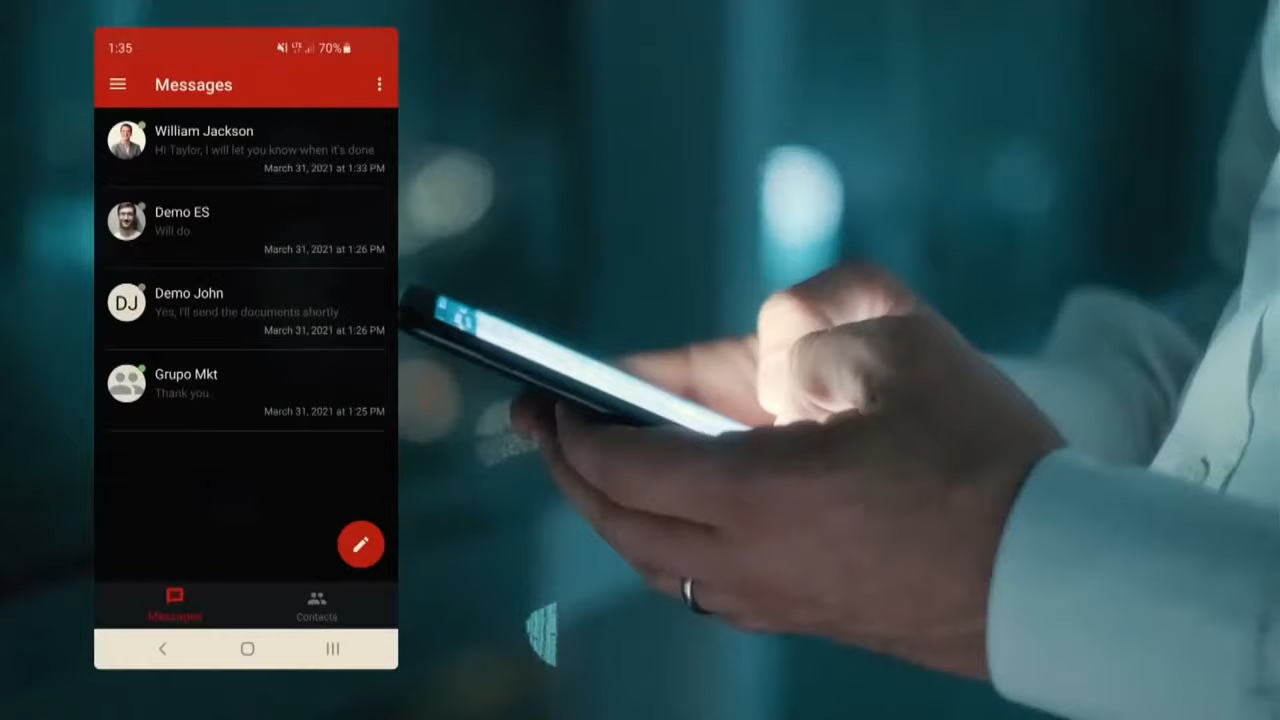 1:35
LTE 70%
Messages
William Jackson
Hi Taylor, I will let you know when it's done
March 31, 2021 at 1:33 PM
Demo ES
Will do
March 31, 2021 at 1:26 PM
DJ
Demo John
Yes, I'll send the documents shortly
March 31, 2021 at 1:26 PM
Grupo Mkt
Thank you.
March 31, 2021 at 1:25 PM
Messages
Contacts